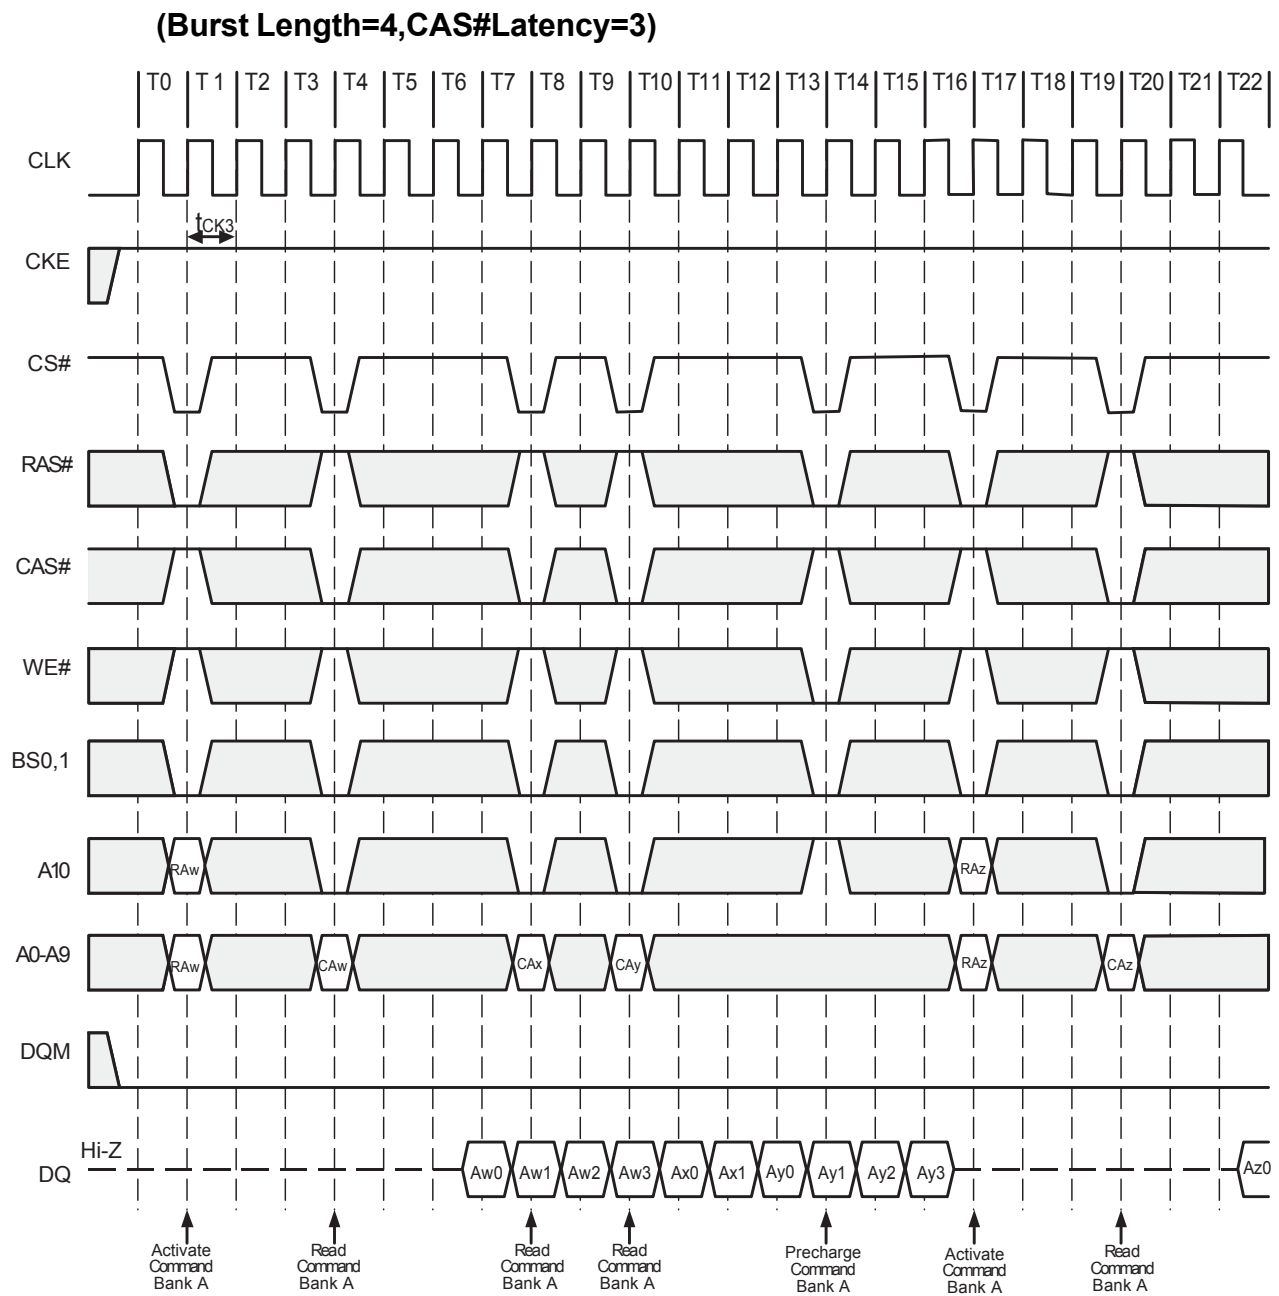 (Burst Length=4,CAS#Latency=3)
T0 T 1 T2 T3 T4 T5 T6 T7 T8 T9 T10 T11 T12 T13 T14 T15 T16 T17 T18 T19 T20 T21 T22
CLK
tCK3
CKE
CS#
RAS#
CAS#
WE#
BS0,1
A10 RAw RAz
A0-A9 RAw CAw CAx CAy RAz CAz
DQM
Hi-Z
DQ Aw0 Aw1 Aw2 Aw3 Ax0 Ax1 Ay0 Ay1 Ay2 Ay3 Az0
Activate
Command
Bank A
Read
Command
Bank A
Read
Command
Bank A
Read
Command
Bank A
Precharge
Command
Bank A
Activate
Command
Bank A
Read
Command
Bank A